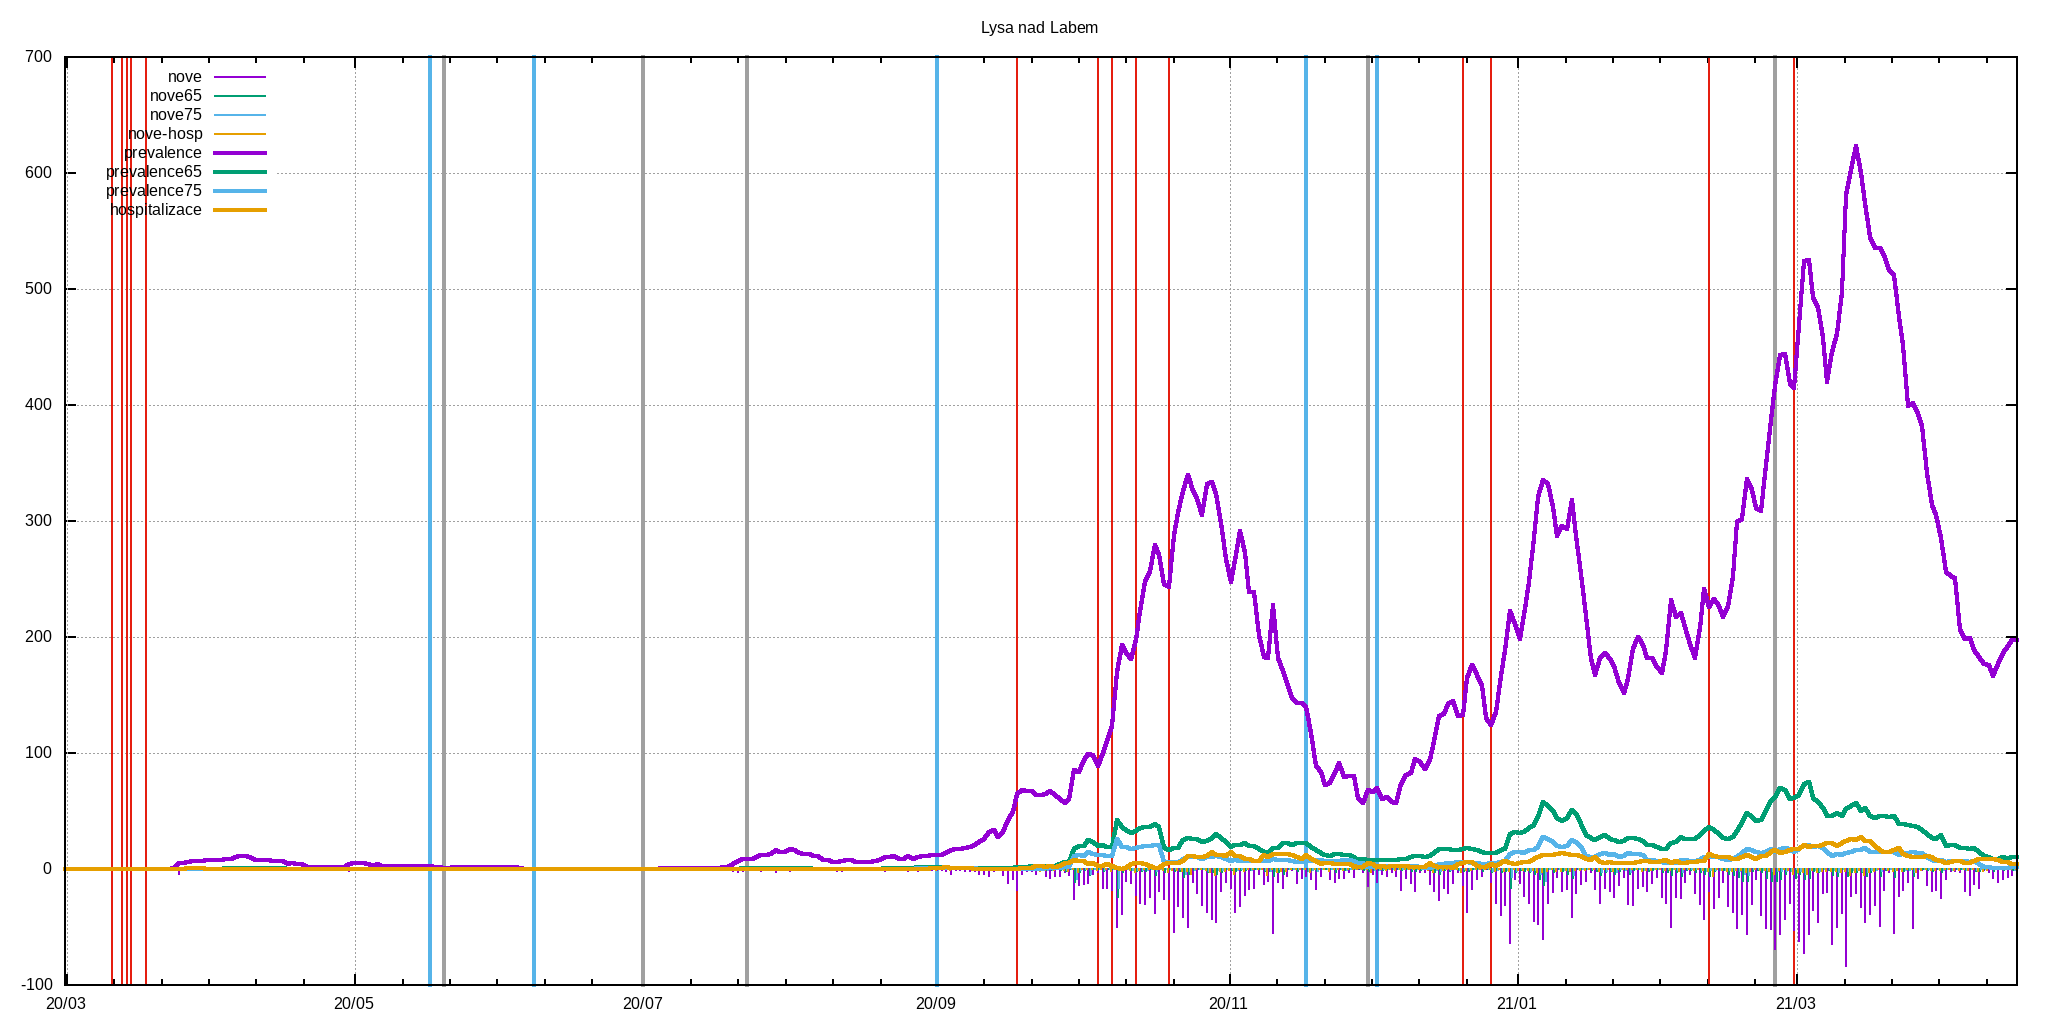 Lysa nad Labem
700
600
500
400
300
200
100
0
-100
nove
nove65
nove75
nove-hosp
prevalence
prevalence65
prevalence75
hospitalizace
20/03 20/05 20/07 20/09 20/11 21/01 21/03